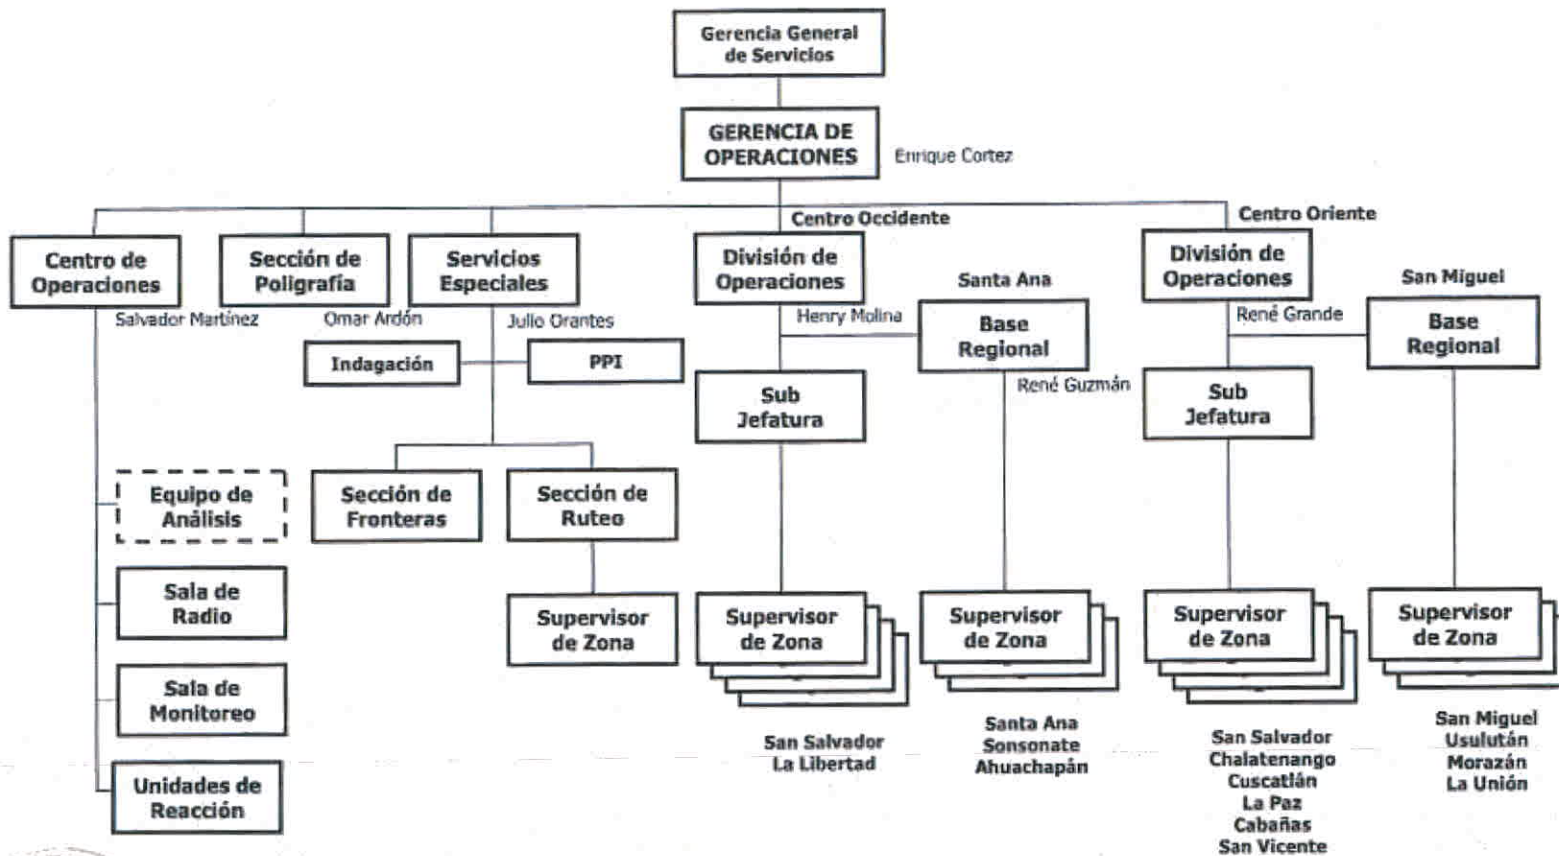 Gerencia General
de Servicios
GERENCIA DE
OPERACIONES
Enrique Cortez
Centro Occidente
Centro Oriente
Centro de
Operaciones
Salvador Martínez
Sección de
Poligrafía
Omar Ardón
Servicios
Especiales
Julio Orantes
División de
Operaciones
Henry Molina
Santa Ana
Base
Regional
René Guzmán
División de
Operaciones
René Grande
San Miguel
Base
Regional
Indagación
PPI
Sub
Jefatura
Sub
Jefatura
Equipo de
Análisis
Sección de
Fronteras
Sección de
Ruteo
Sala de
Radio
Supervisor
de Zona
Supervisor
de Zona
Supervisor
de Zona
Supervisor
de Zona
Supervisor
de Zona
Sala de
Monitoreo
Unidades de
Reacción
San Salvador
La Libertad
Santa Ana
Sonsonate
Ahuachapán
San Salvador
Chalatenango
Cuscatlán
La Paz
Cabañas
San Vicente
San Miguel
Usulután
Morazán
La Unión